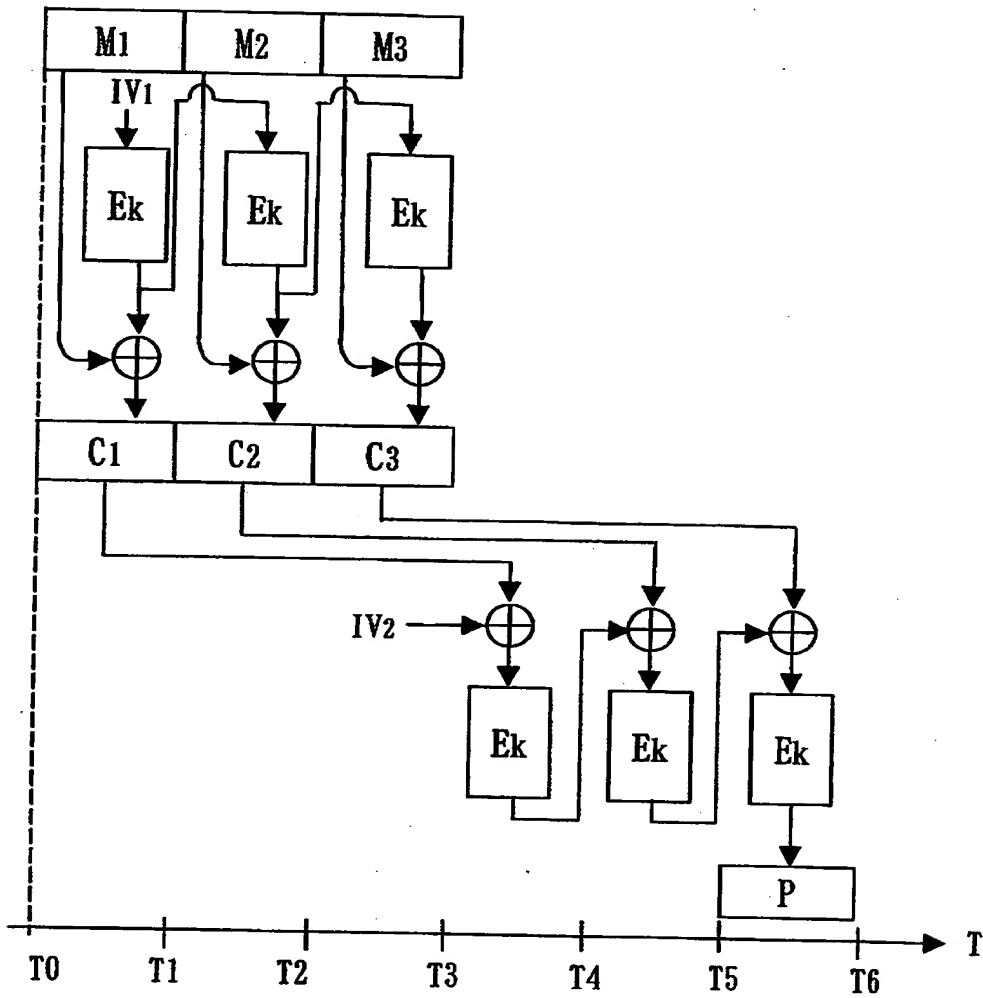 M1 M2 M3
IV1
Ek Ek Ek
C1 C2 C3
IV2
Ek Ek Ek
P
T
T0 T1 T2 T3 T4 T5 T6